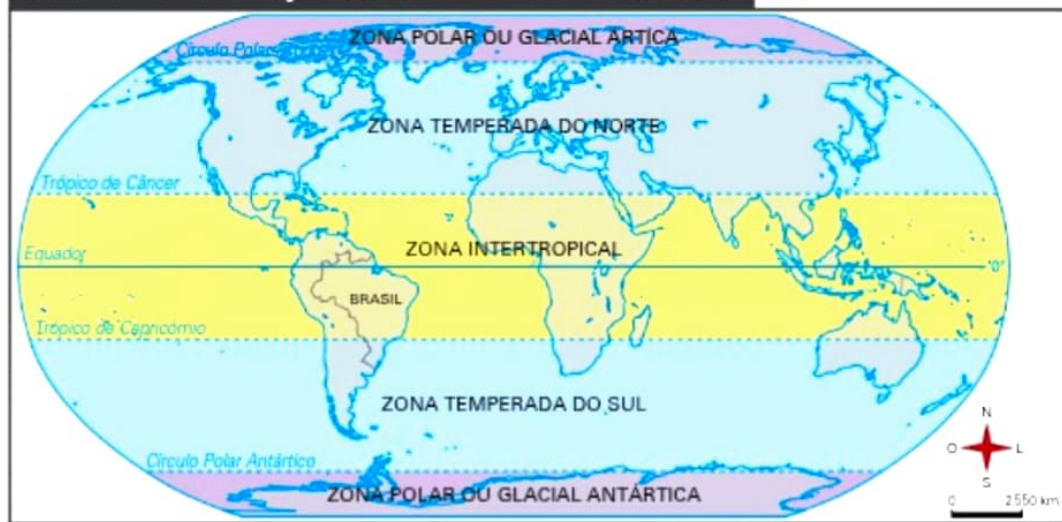 ZONA POLAR OU GLACIAL ÁRTICA
Círculo Polar
ZONA TEMPERADA DO NORTE
Trópico de Câncer
ZONA INTERTROPICAL
Equador
0°
BRASIL
Trópico de Capricórnio
ZONA TEMPERADA DO SUL
Círculo Polar Antártico
ZONA POLAR OU GLACIAL ANTÁRTICA
N
O
L
S
0
2 550 km